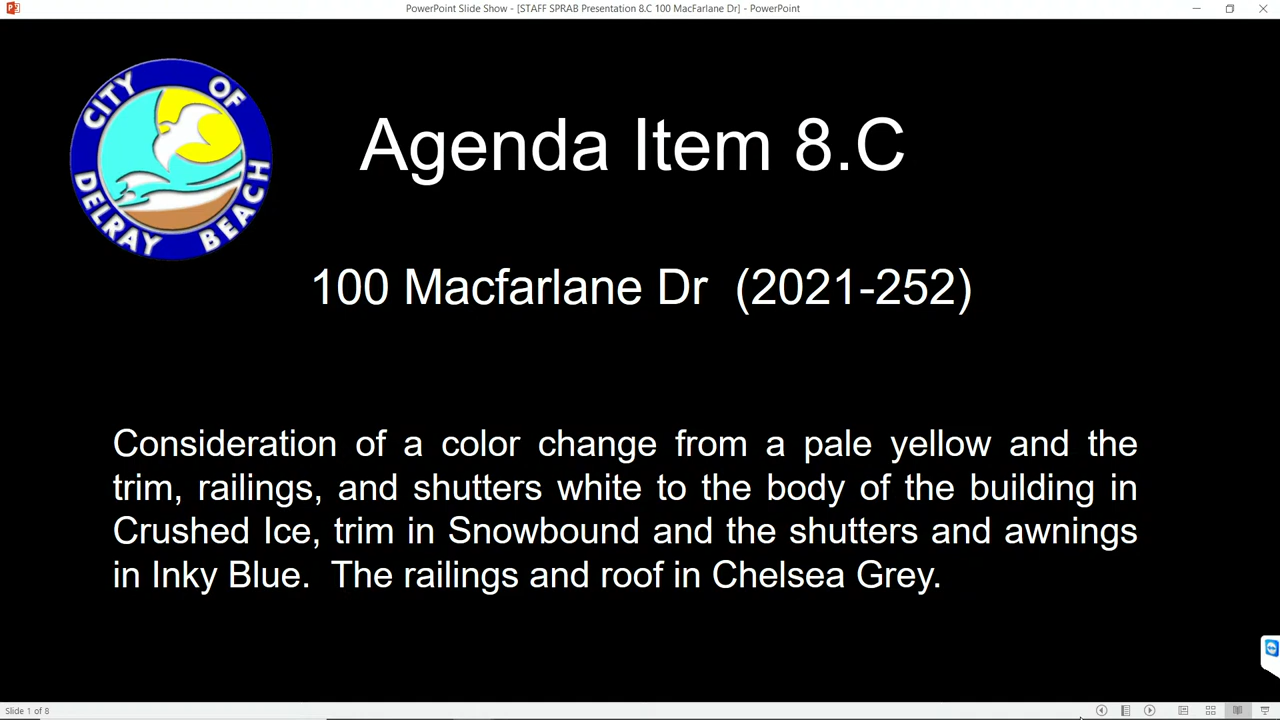 PowerPoint Slide Show - [STAFF SPRAB Presentation 8.C 100 MacFarlane Dr] - PowerPoint
CITY OF
DELRAY BEACH
Agenda Item 8.C
100 Macfarlane Dr (2021-252)
Consideration of a color change from a pale yellow and the
trim, railings, and shutters white to the body of the building in
Crushed Ice, trim in Snowbound and the shutters and awnings
in Inky Blue. The railings and roof in Chelsea Grey.
Slide 1 of 8